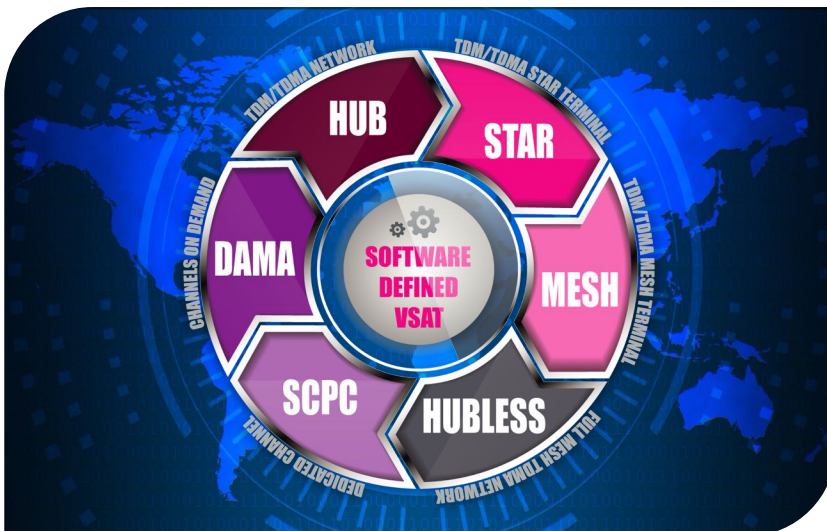 TDM/TDMA NETWORK
HUB
TDM/TDMA STAR TERMINAL
STAR
TDM/TDMA MESH TERMINAL
MESH
FULL MESH TDMA NETWORK
HUBLESS
DEDICATED CHANNEL
SCPC
CHANNELS ON DEMAND
DAMA
SOFTWARE
DEFINED
VSAT